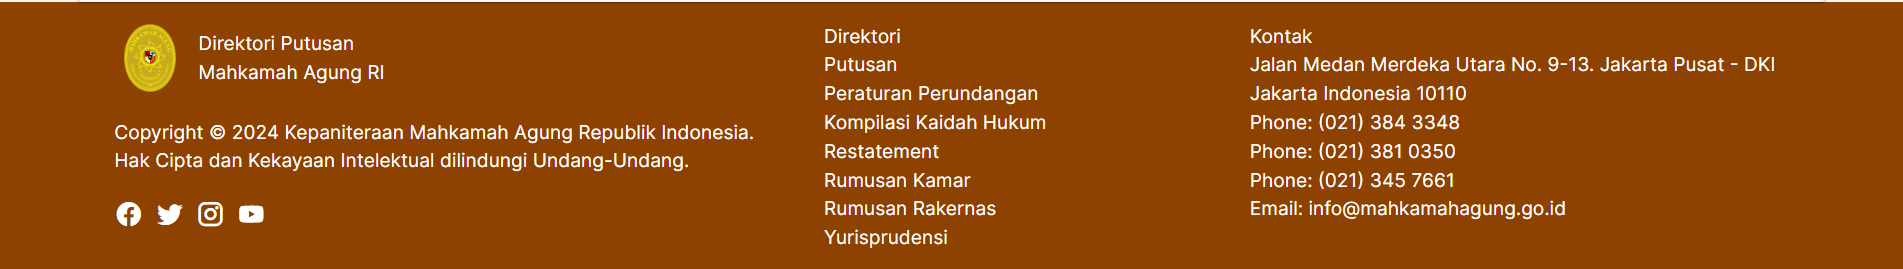 Direktori Putusan
Mahkamah Agung RI
Copyright © 2024 Kepaniteraan Mahkamah Agung Republik Indonesia.
Hak Cipta dan Kekayaan Intelektual dilindungi Undang-Undang.
Direktori
Putusan
Peraturan Perundangan
Kompilasi Kaidah Hukum
Restatement
Rumusan Kamar
Rumusan Rakernas
Yurisprudensi
Kontak
Jalan Medan Merdeka Utara No. 9-13. Jakarta Pusat - DKI
Jakarta Indonesia 10110
Phone: (021) 384 3348
Phone: (021) 381 0350
Phone: (021) 345 7661
Email: info@mahkamahagung.go.id